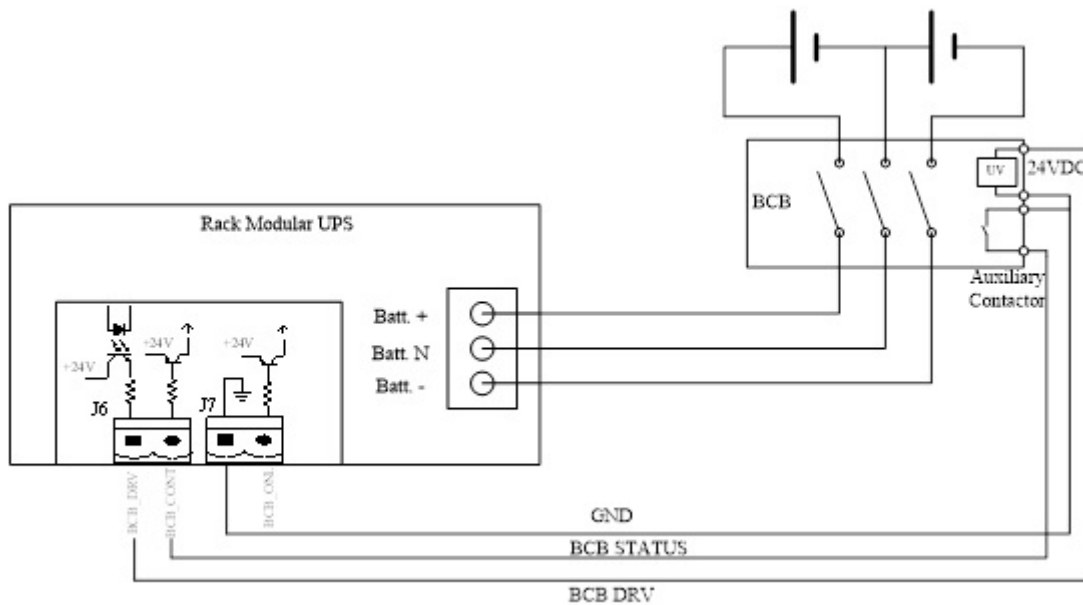 UV
24VDC
BCB
Rack Modular UPS
Auxiliary
Contactor
Batt. +
+24V
+24V
Batt. N
+24V
Batt. -
J6
J7
BCB_DRV
BCB_CONT
BCB_ONL
GND
BCB STATUS
BCB DRV